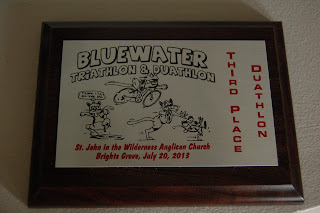 BLUEWATER
TRIATHLON & DUATHLON
St. John in the Wilderness Anglican Church
Brights Grove, July 20, 2013
THIRD PLACE
DUATHLON